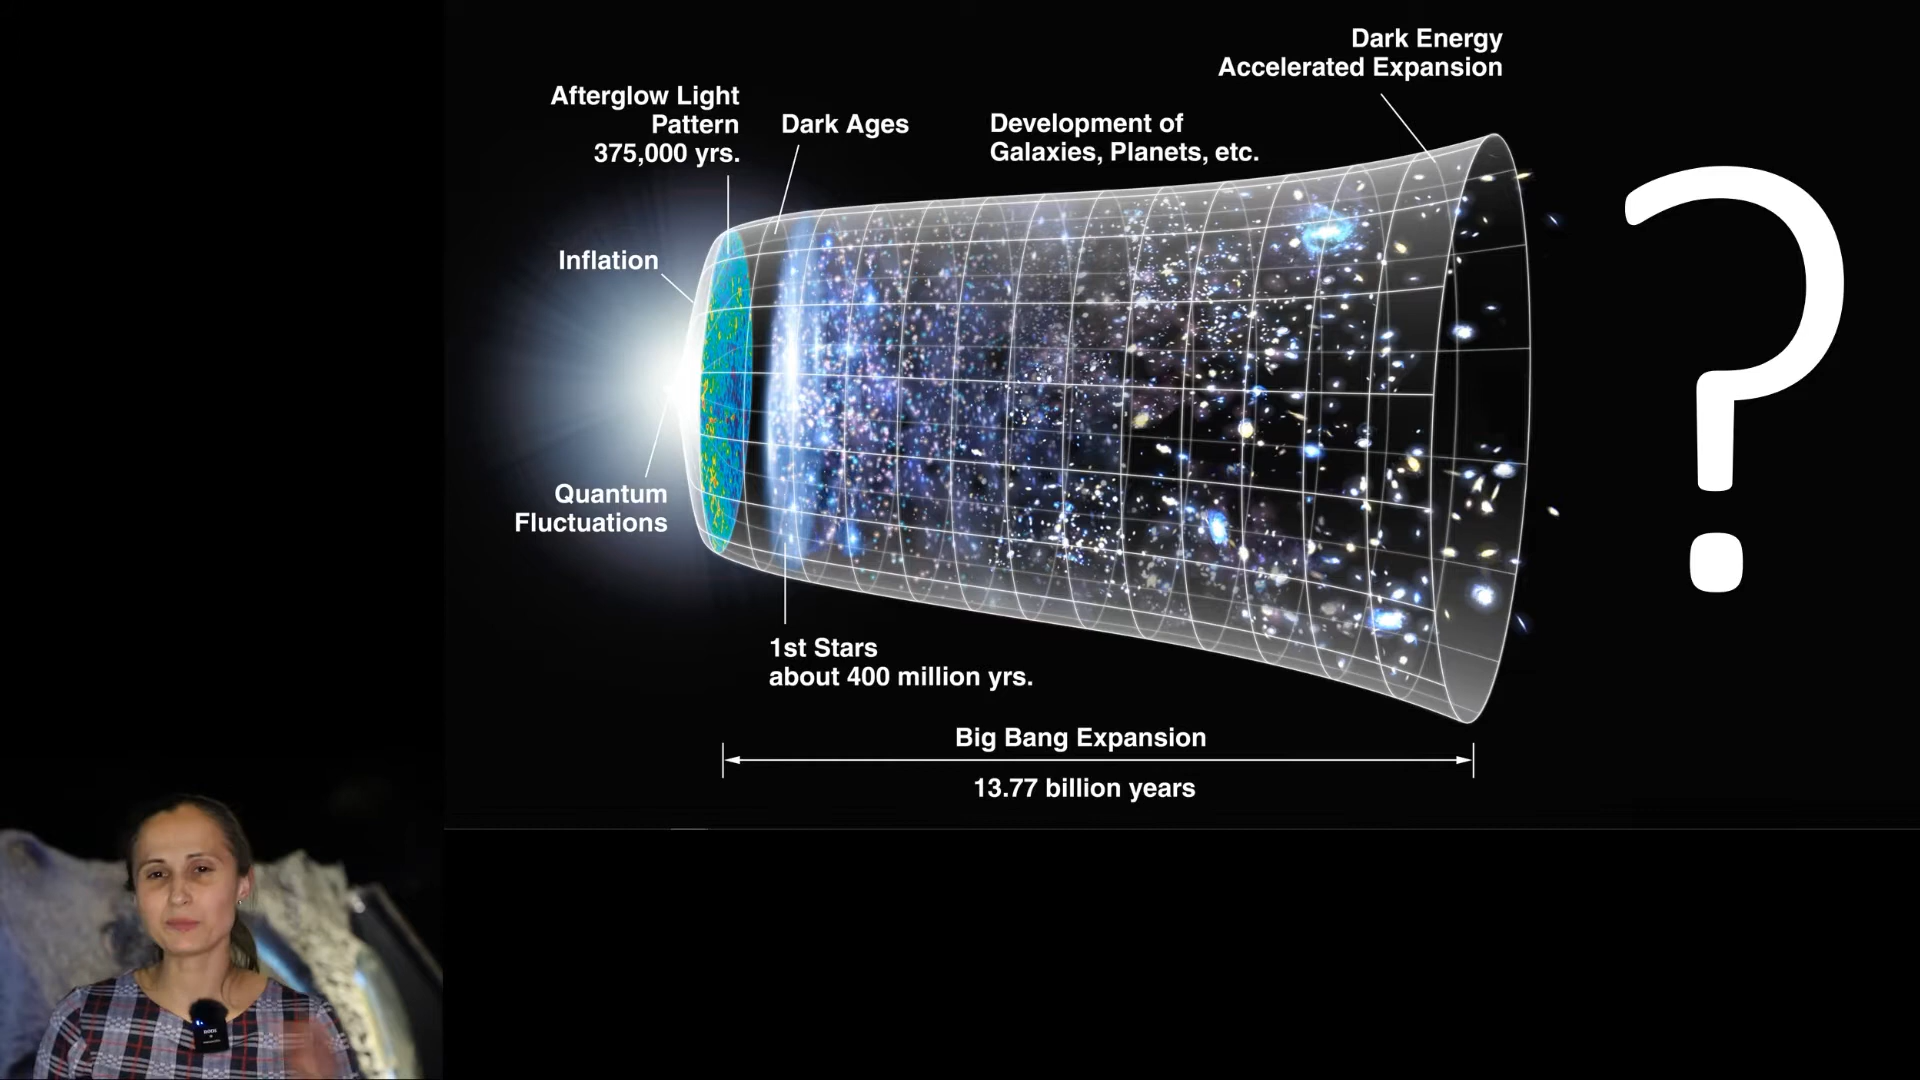 Dark Energy
Accelerated Expansion
Afterglow Light
Pattern
375,000 yrs.
Dark Ages
Development of
Galaxies, Planets, etc.
Inflation
Quantum
Fluctuations
1st Stars
about 400 million yrs.
Big Bang Expansion
13.77 billion years
?